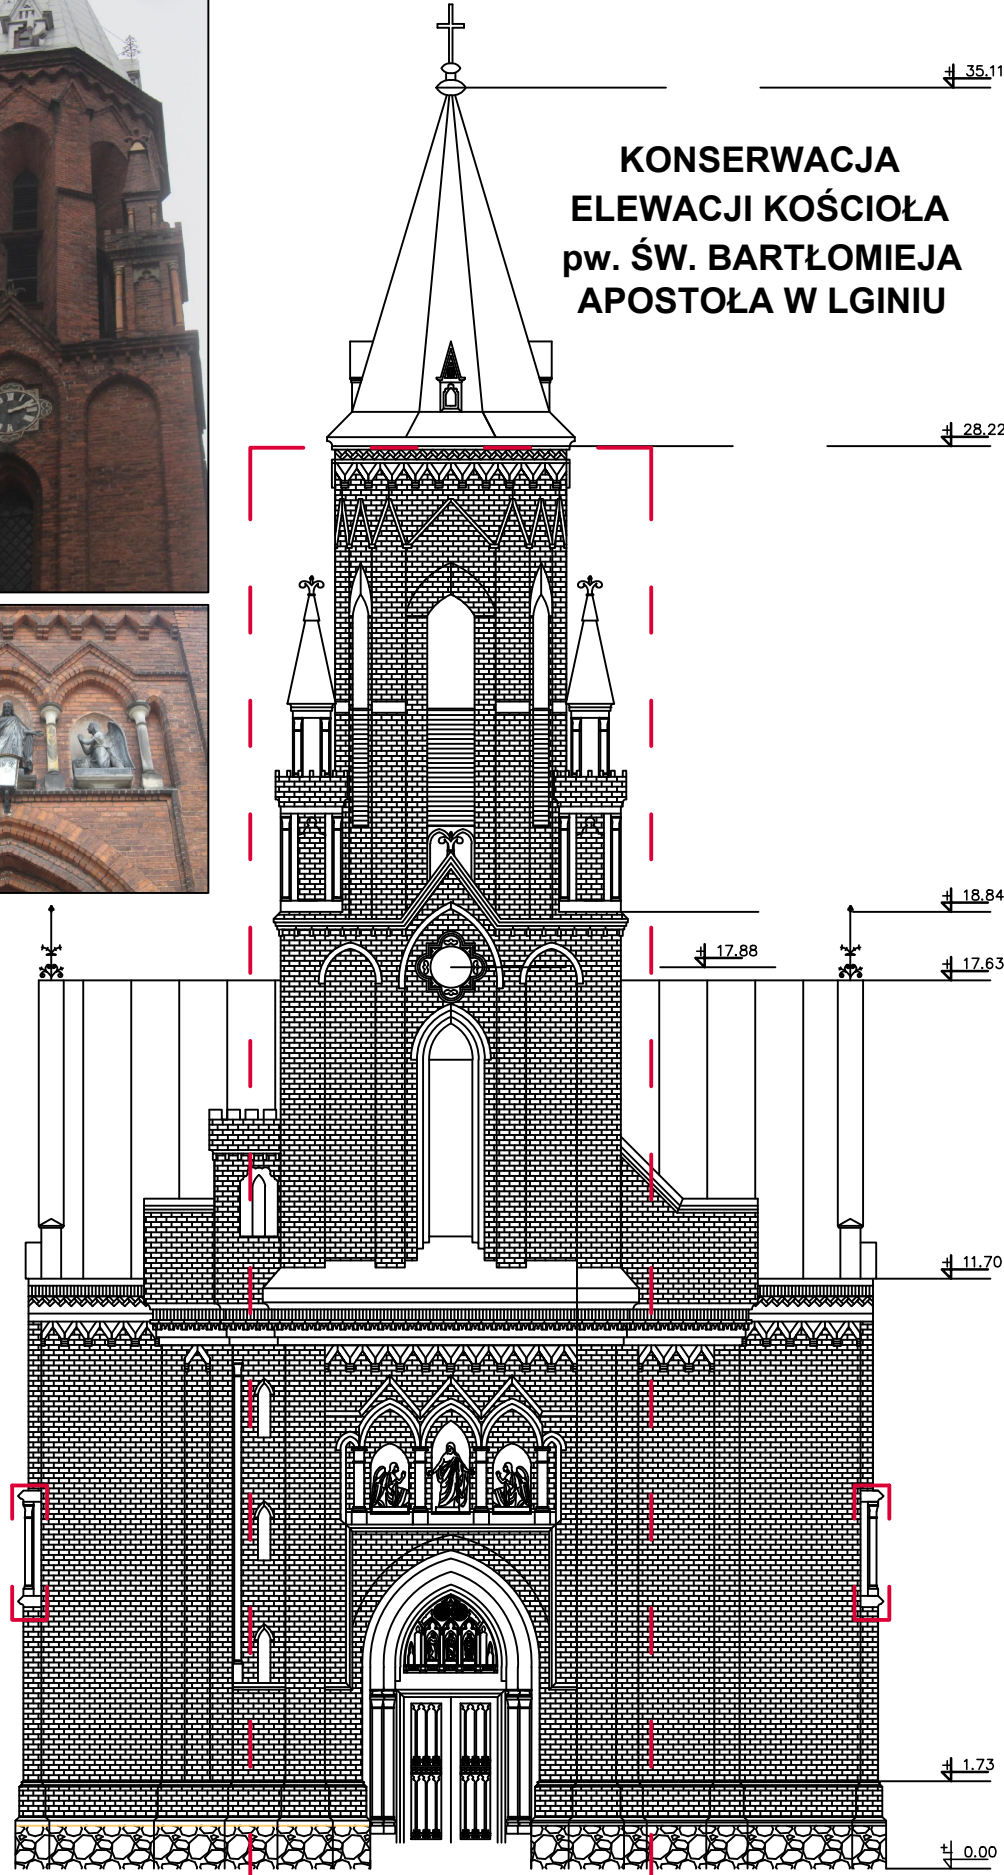 + 35.11
KONSERWACJA
ELEWACJI KOŚCIOŁA
pw. ŚW. BARTŁOMIEJA
APOSTOŁA W LGINIU
+ 28.22
+ 18.84
+ 17.88
+ 17.63
+ 11.70
+ 1.73
+ 0.00